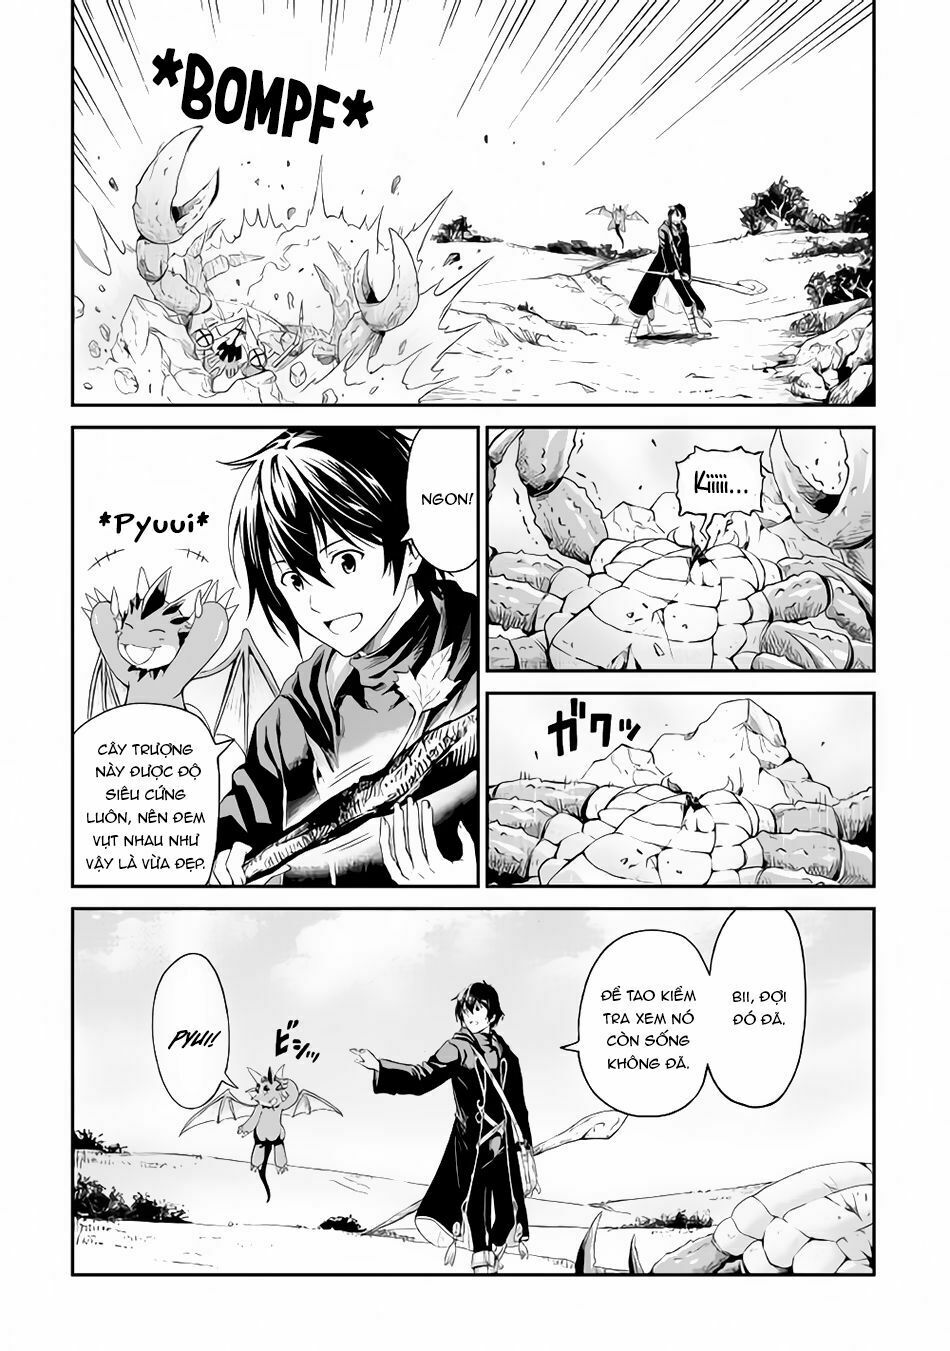 *BOMPF*
Kiiiii...
ガクッ
NGON!
*Pyuui*
CÂY TRƯỢNG
NÀY ĐƯỢC ĐỘ
SIÊU CỨNG
LUÔN, NÊN ĐEM
VỤT NHAU NHƯ
VẬY LÀ VỪA ĐẸP.
BII, ĐỢI
ĐÓ ĐÃ.
ĐỂ TAO KIỂM
TRA XEM NÓ
CÒN SỐNG
KHÔNG ĐÃ.
ビシッ
PYUI!